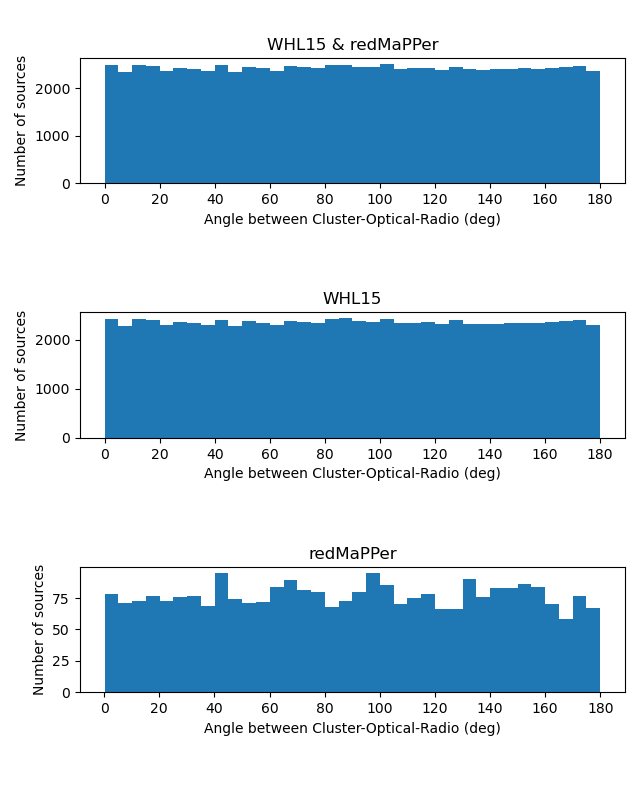 WHL15 & redMaPPer
Number of sources
2000
1000
0
0 20 40 60 80 100 120 140 160 180
Angle between Cluster-Optical-Radio (deg)
WHL15
Number of sources
2000
1000
0
0 20 40 60 80 100 120 140 160 180
Angle between Cluster-Optical-Radio (deg)
redMaPPer
Number of sources
75
50
25
0
0 20 40 60 80 100 120 140 160 180
Angle between Cluster-Optical-Radio (deg)